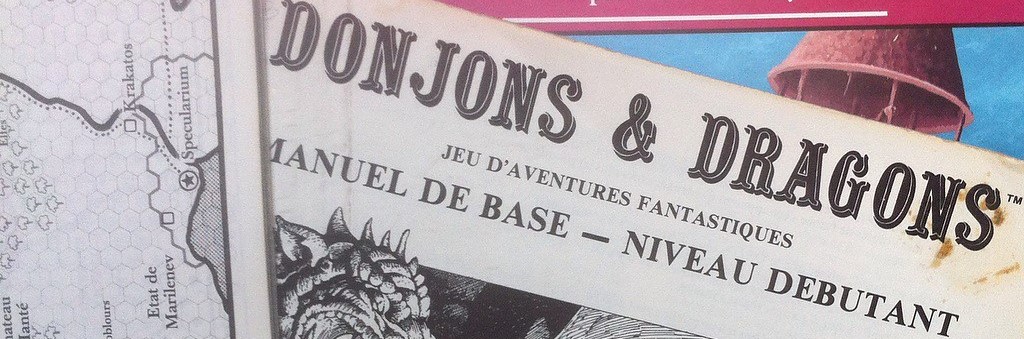 DONJONS & DRAGONS™
JEU D'AVENTURES FANTASTIQUES
MANUEL DE BASE — NIVEAU DEBUTANT
Krakatos
Specularium
Etat de
Marilenev